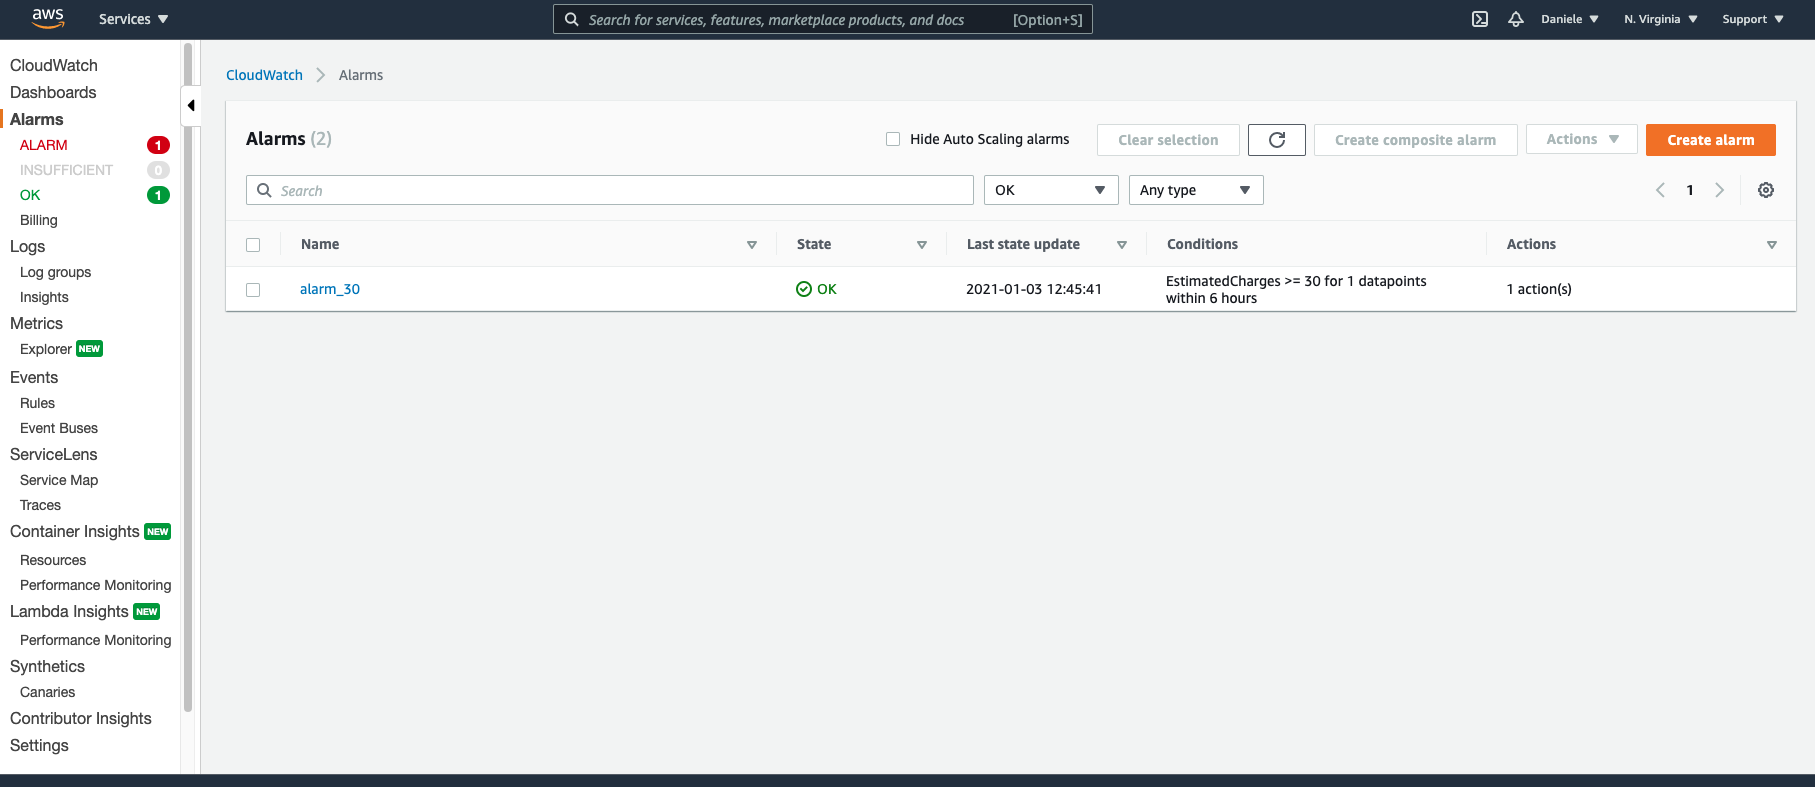 aws
Services
Search for services, features, marketplace products, and docs [Option+S]
Daniele
N. Virginia
Support
CloudWatch
Dashboards
Alarms
ALARM 1
INSUFFICIENT 0
OK 1
Billing
Logs
Log groups
Insights
Metrics
Explorer NEW
Events
Rules
Event Buses
ServiceLens
Service Map
Traces
Container Insights NEW
Resources
Performance Monitoring
Lambda Insights NEW
Performance Monitoring
Synthetics
Canaries
Contributor Insights
Settings
CloudWatch Alarms
Alarms (2)
Hide Auto Scaling alarms
Clear selection
Create composite alarm
Actions
Create alarm
Search
OK
Any type
1
Name State Last state update Conditions Actions
alarm_30 OK 2021-01-03 12:45:41 EstimatedCharges >= 30 for 1 datapoints
within 6 hours
1 action(s)